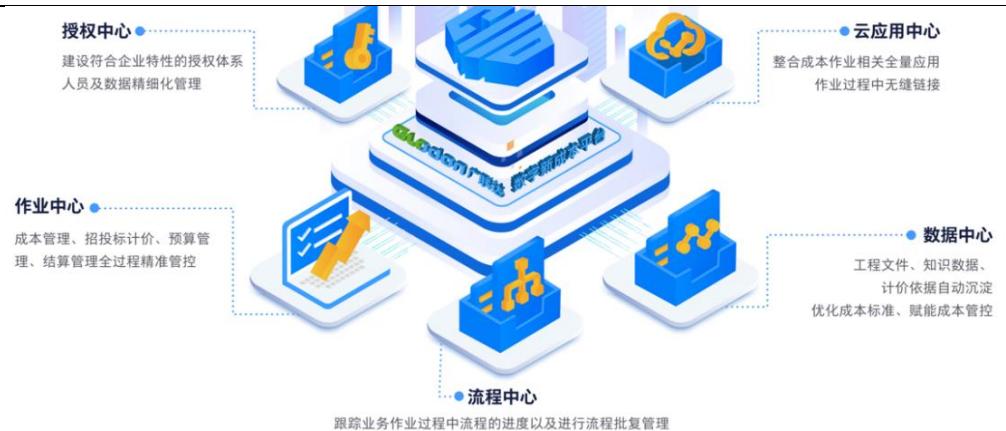 授权中心
建设符合企业特性的授权体系
人员及数据精细化管理
云应用中心
整合成本作业相关全量应用
作业过程中无缝链接
Glodon广联达 数字新成本平台
作业中心
成本管理、招投标计价、预算管
理、结算管理全过程精准管控
数据中心
工程文件、知识数据、
计价依据自动沉淀
优化成本标准、赋能成本管控
流程中心
跟踪业务作业过程中流程的进度以及进行流程批复管理